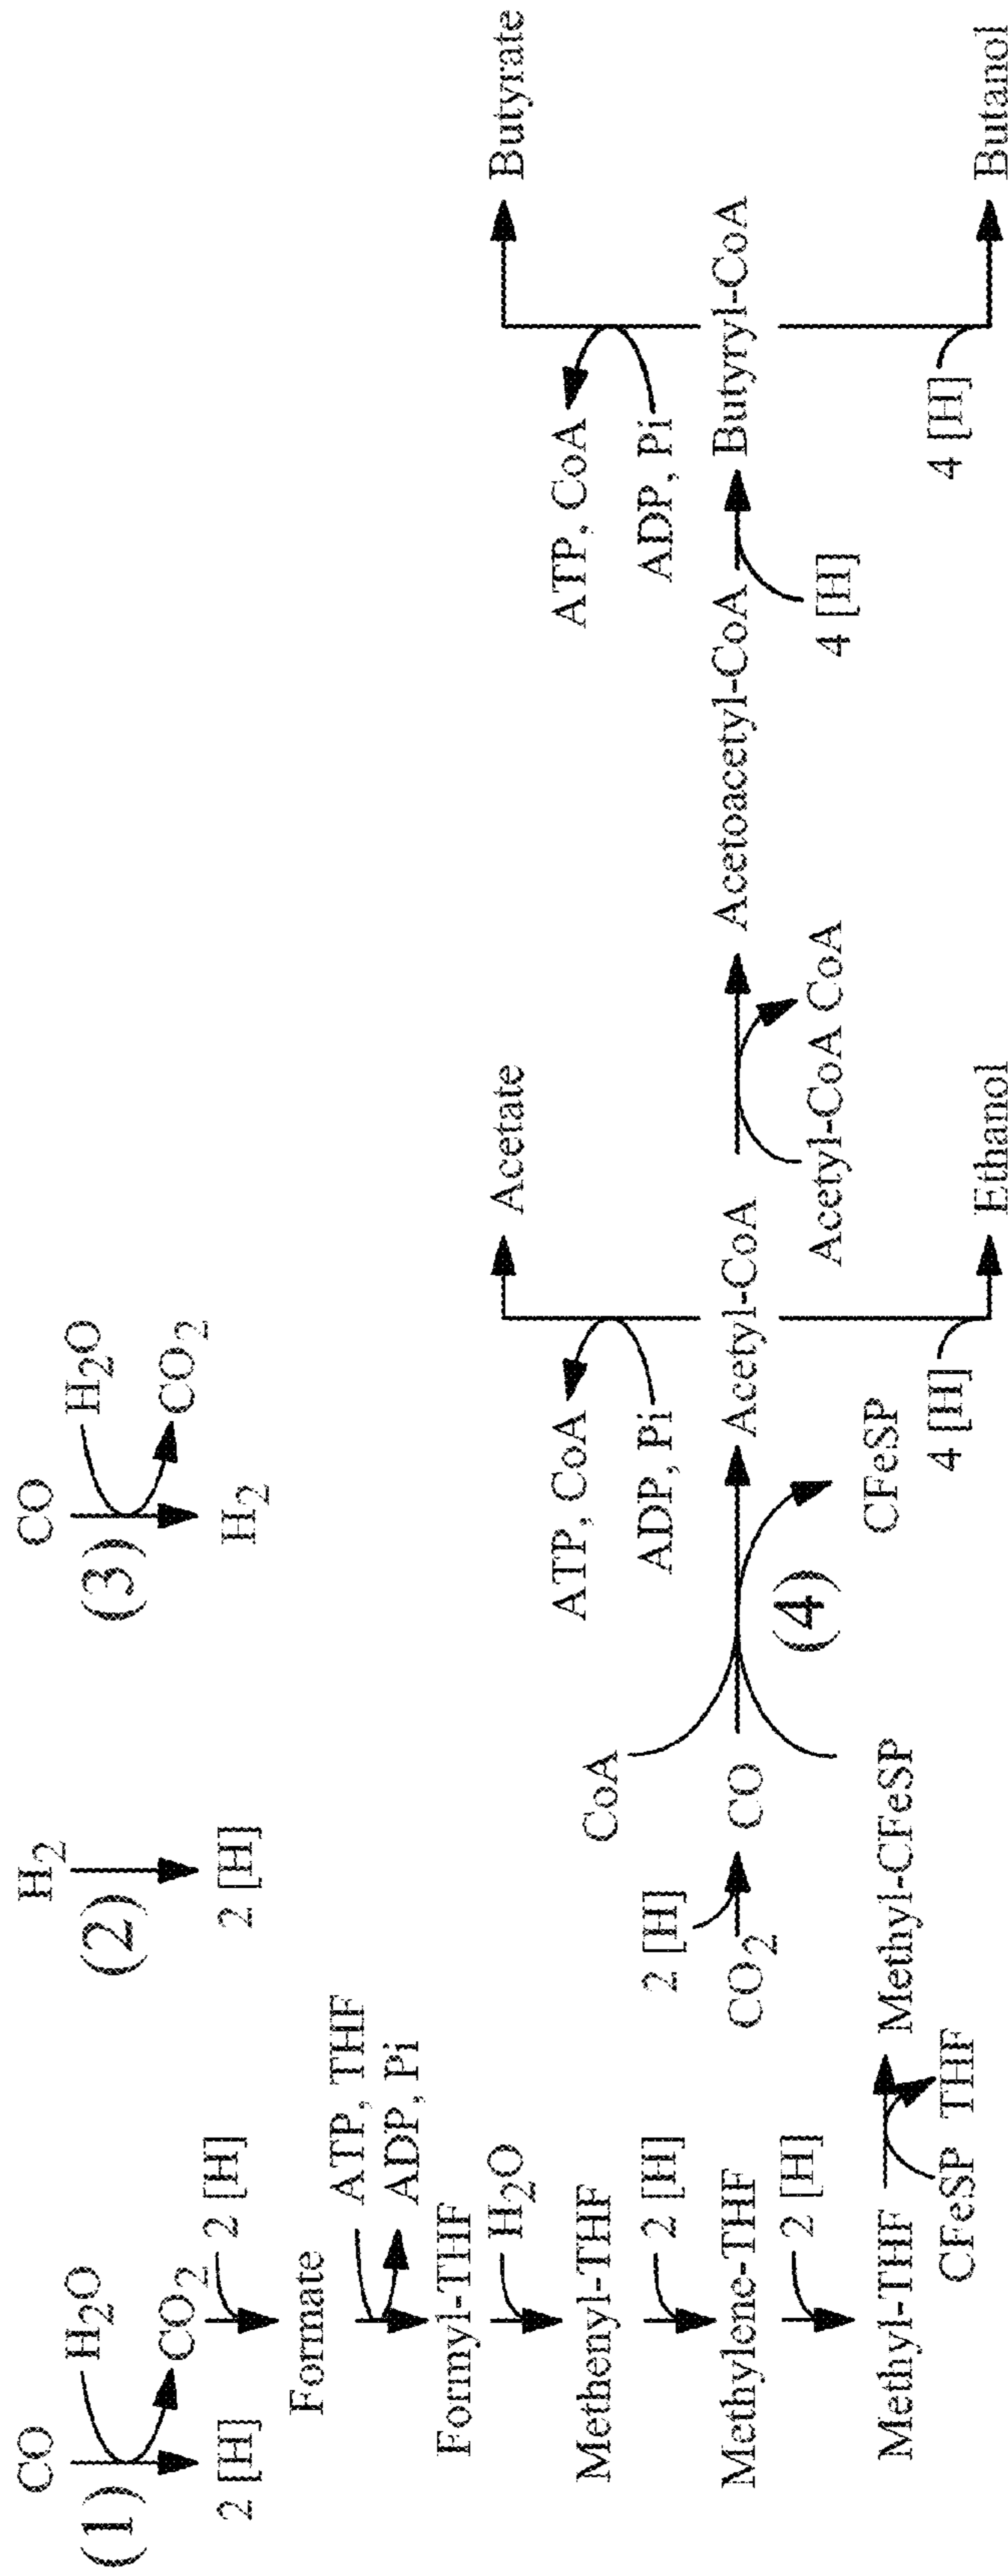 CO
H2O
(1)
2 [H]
CO2
2 [H]
Formate
ATP, THF
ADP, Pi
Formyl-THF
H2O
Methenyl-THF
2 [H]
Methylene-THF
2 [H]
Methyl-THF
CFeSP THF
Methyl-CFeSP
H2
(2)
2 [H]
CO
H2O
(3)
CO2
H2
CoA
2 [H]
CO2
CO
(4)
CFeSP
Acetyl-CoA
ATP, CoA
ADP, Pi
Acetate
4 [H]
Ethanol
Acetyl-CoA CoA
Acetoacetyl-CoA
4 [H]
Butyryl-CoA
ATP, CoA
ADP, Pi
Butyrate
4 [H]
Butanol